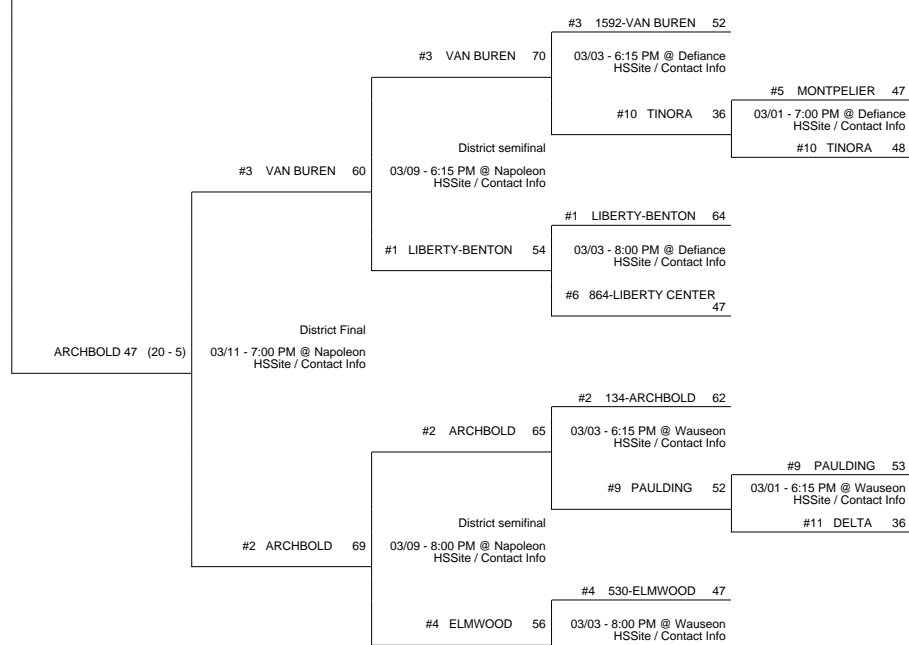 #3 1592-VAN BUREN 52
#3 VAN BUREN 70
03/03 - 6:15 PM @ Defiance
HSSite / Contact Info
#5 MONTPELIER 47
#10 TINORA 36
03/01 - 7:00 PM @ Defiance
HSSite / Contact Info
#10 TINORA 48
District semifinal
#3 VAN BUREN 60
03/09 - 6:15 PM @ Napoleon
HSSite / Contact Info
#1 LIBERTY-BENTON 64
#1 LIBERTY-BENTON 54
03/03 - 8:00 PM @ Defiance
HSSite / Contact Info
#6 864-LIBERTY CENTER
47
District Final
ARCHBOLD 47 (20 - 5)
03/11 - 7:00 PM @ Napoleon
HSSite / Contact Info
#2 134-ARCHBOLD 62
#2 ARCHBOLD 65
03/03 - 6:15 PM @ Wauseon
HSSite / Contact Info
#9 PAULDING 53
#9 PAULDING 52
03/01 - 6:15 PM @ Wauseon
HSSite / Contact Info
#11 DELTA 36
District semifinal
#2 ARCHBOLD 69
03/09 - 8:00 PM @ Napoleon
HSSite / Contact Info
#4 530-ELMWOOD 47
#4 ELMWOOD 56
03/03 - 8:00 PM @ Wauseon
HSSite / Contact Info